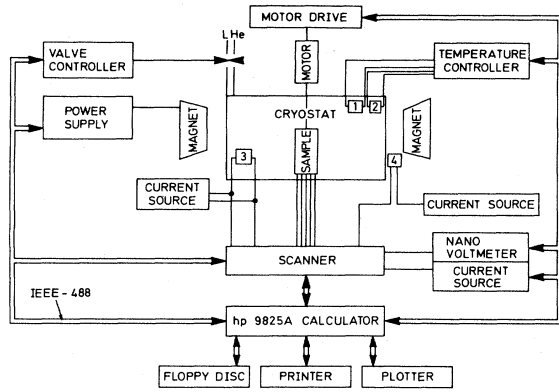 MOTOR DRIVE
L He
VALVE
CONTROLLER
MOTOR
TEMPERATURE
CONTROLLER
POWER
SUPPLY
MAGNET
CRYOSTAT
1
2
MAGNET
SAMPLE
3
4
CURRENT
SOURCE
CURRENT SOURCE
SCANNER
NANO
VOLTMETER
CURRENT
SOURCE
IEEE - 488
hp 9825A CALCULATOR
FLOPPY DISC
PRINTER
PLOTTER